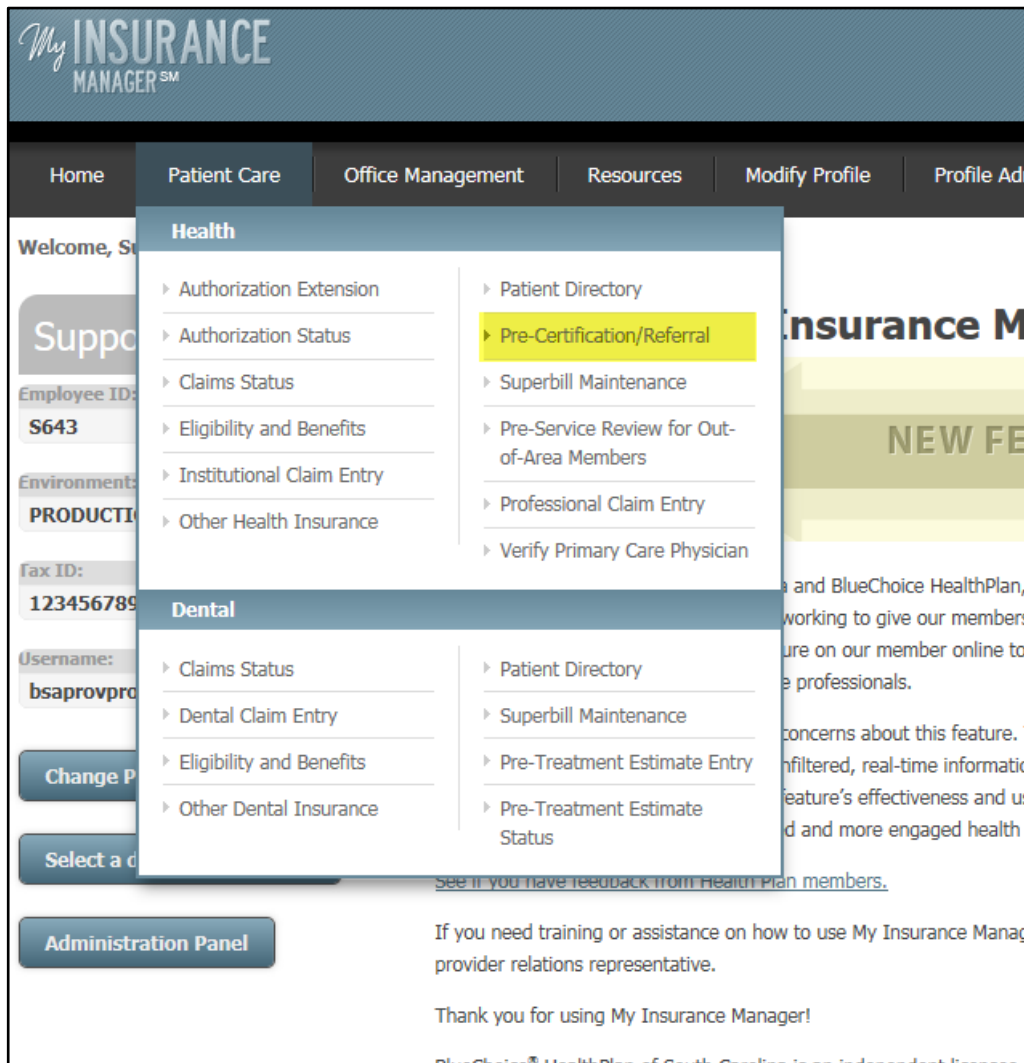 My INSURANCE
MANAGER℠
Home Patient Care Office Management Resources Modify Profile
Health
Authorization Extension
Authorization Status
Claims Status
Eligibility and Benefits
Institutional Claim Entry
Other Health Insurance
Patient Directory
Pre-Certification/Referral
Superbill Maintenance
Pre-Service Review for Out-
of-Area Members
Professional Claim Entry
Verify Primary Care Physician
Dental
Claims Status
Dental Claim Entry
Eligibility and Benefits
Other Dental Insurance
Patient Directory
Superbill Maintenance
Pre-Treatment Estimate Entry
Pre-Treatment Estimate
Status
Welcome,
Employee ID:
S643
Environment:
Tax ID:
123456789
Username:
bsaprovpro
Change P
Select a d
Administration Panel
Insurance M
NEW FE
and BlueChoice HealthPlan,
working to give our members
on our member online to
professionals.
concerns about this feature.
real-time
feature's effectiveness and
and more engaged health
See if you have feedback from Health Plan members.
If you need training or assistance on how to use My Insurance Manag
provider relations representative.
Thank you for using My Insurance Manager!